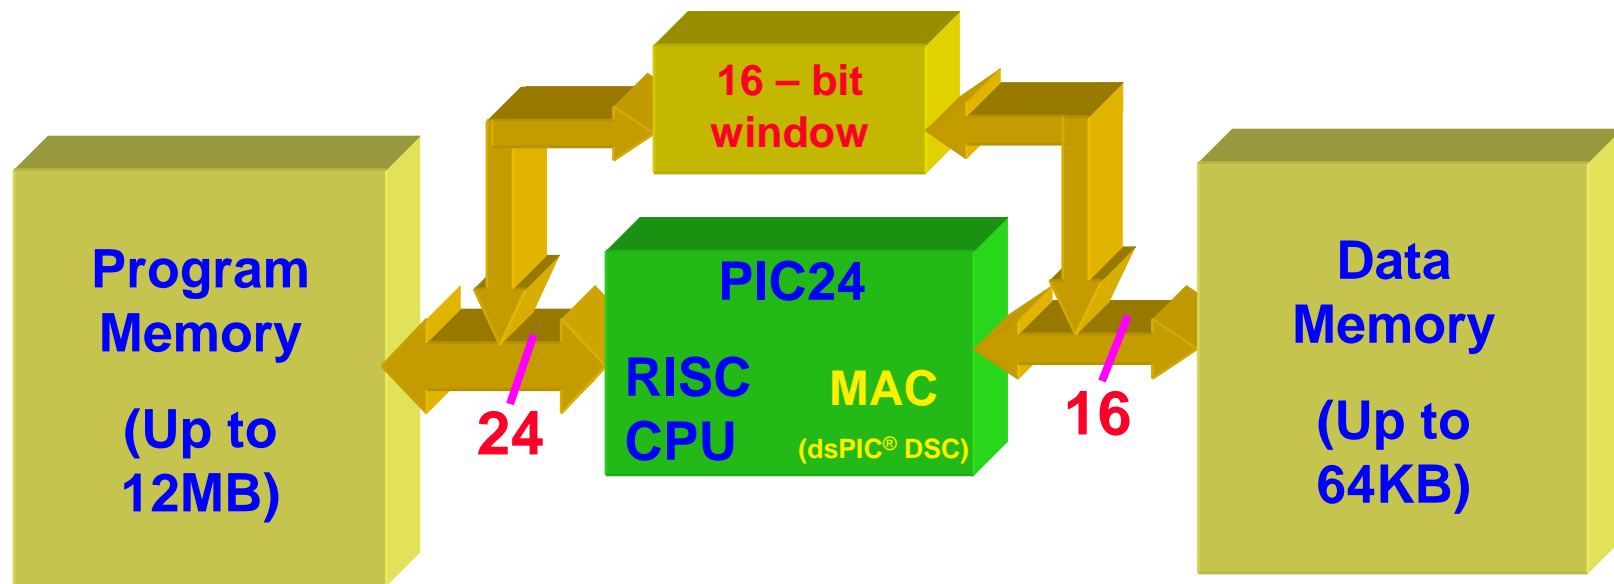 16 – bit
window
Program
Memory
(Up to
12MB)
24
PIC24
RISC
CPU
MAC
(dsPIC® DSC)
16
Data
Memory
(Up to
64KB)